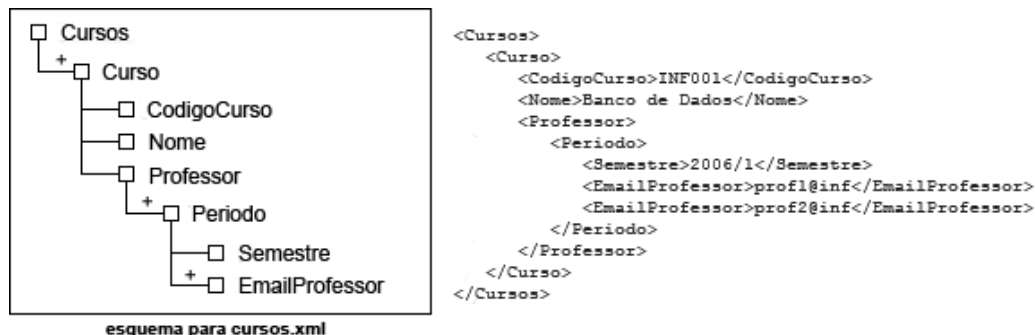 Cursos
+
Curso
CodigoCurso
Nome
Professor
+
Periodo
Semestre
+
EmailProfessor
esquema para cursos.xml
<Cursos>
<Curso>
<CodigoCurso>INF001</CodigoCurso>
<Nome>Banco de Dados</Nome>
<Professor>
<Periodo>
<Semestre>2006/1</Semestre>
<EmailProfessor>prof1@inf</EmailProfessor>
<EmailProfessor>prof2@inf</EmailProfessor>
</Periodo>
</Professor>
</Curso>
</Cursos>